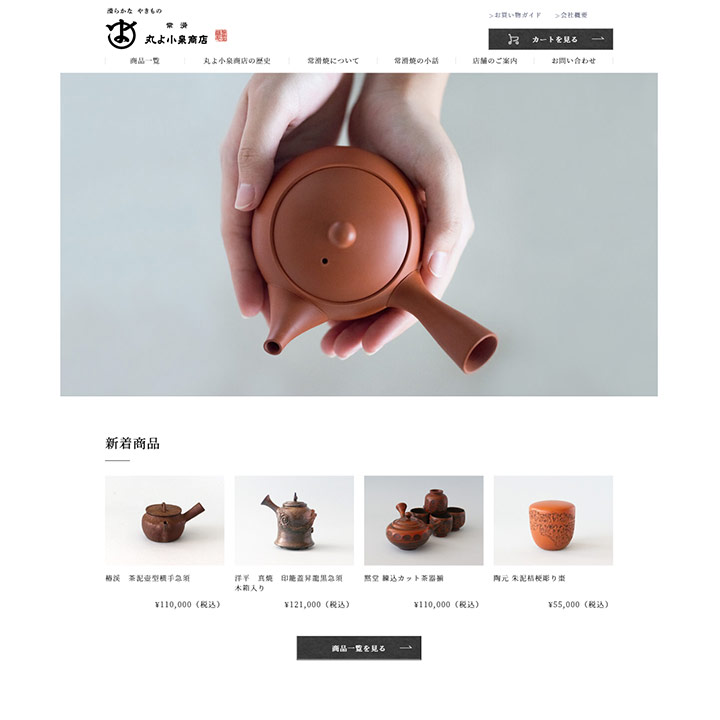 滑らかな やきもの
常滑
丸よ小泉商店
>お買い物ガイド >会社概要
カートを見る
商品一覧 丸よ小泉商店の歴史 常滑焼について 常滑焼の小話 店舗のご案内 お問い合わせ
新着商品
椿渓 茶泥壺型横手急須
洋平 真焼 印籠蓋昇龍黒急須
木箱入り
黙堂 練込カット茶器揃
陶元 朱泥桔梗彫り棗
¥110,000（税込）
¥121,000（税込）
¥110,000（税込）
¥55,000（税込）
商品一覧を見る